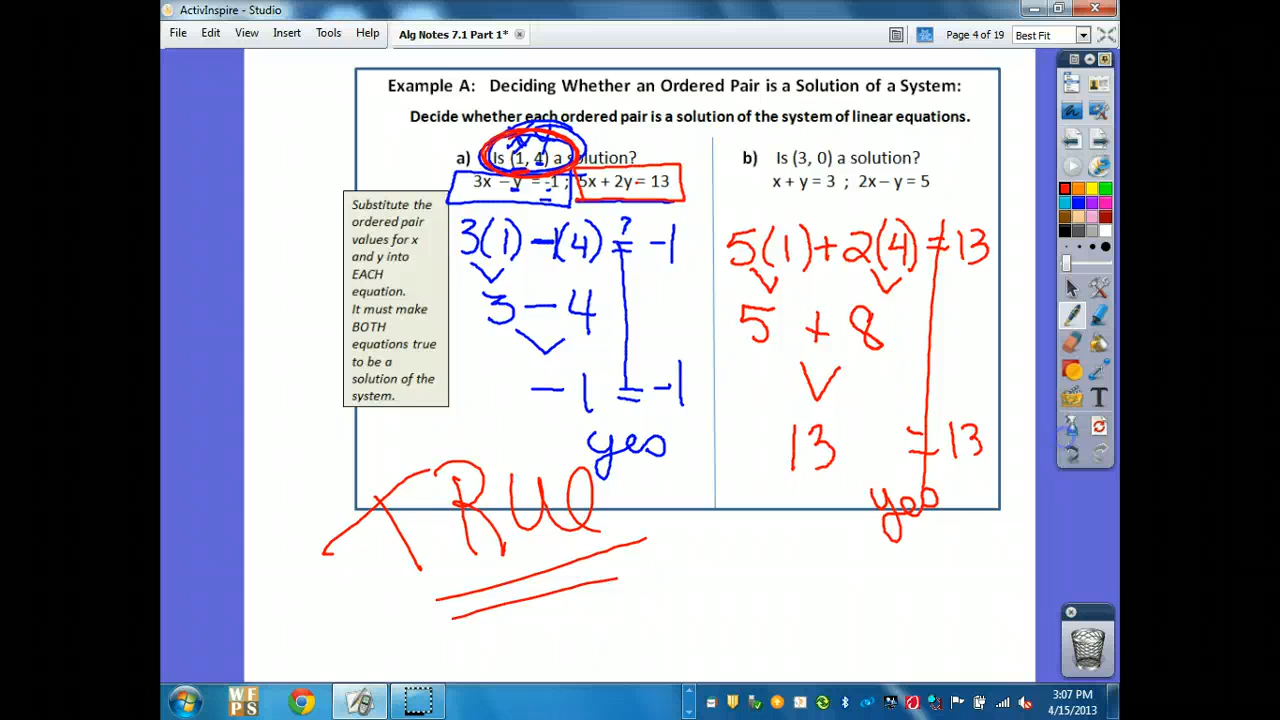 ActivInspire - Studio
File Edit View Insert Tools Help
Alg Notes 7.1 Part 1*
Page 4 of 19
Best Fit
Example A: Deciding Whether an Ordered Pair is a Solution of a System:
Decide whether each ordered pair is a solution of the system of linear equations.
a) Is (1, 4) a solution?
3x - y = -1 ; 5x + 2y = 13
b) Is (3, 0) a solution?
x + y = 3 ; 2x – y = 5
Substitute the
ordered pair
values for x
and y into
EACH
equation.
It must make
BOTH
equations true
to be a
solution of the
system.
3(1) - 1(4) ?= -1
3 - 4
-1 = -1
yes
5(1) + 2(4) = 13
5 + 8
13 = 13
yes
TRUE
WF
PS
3:07 PM
4/15/2013